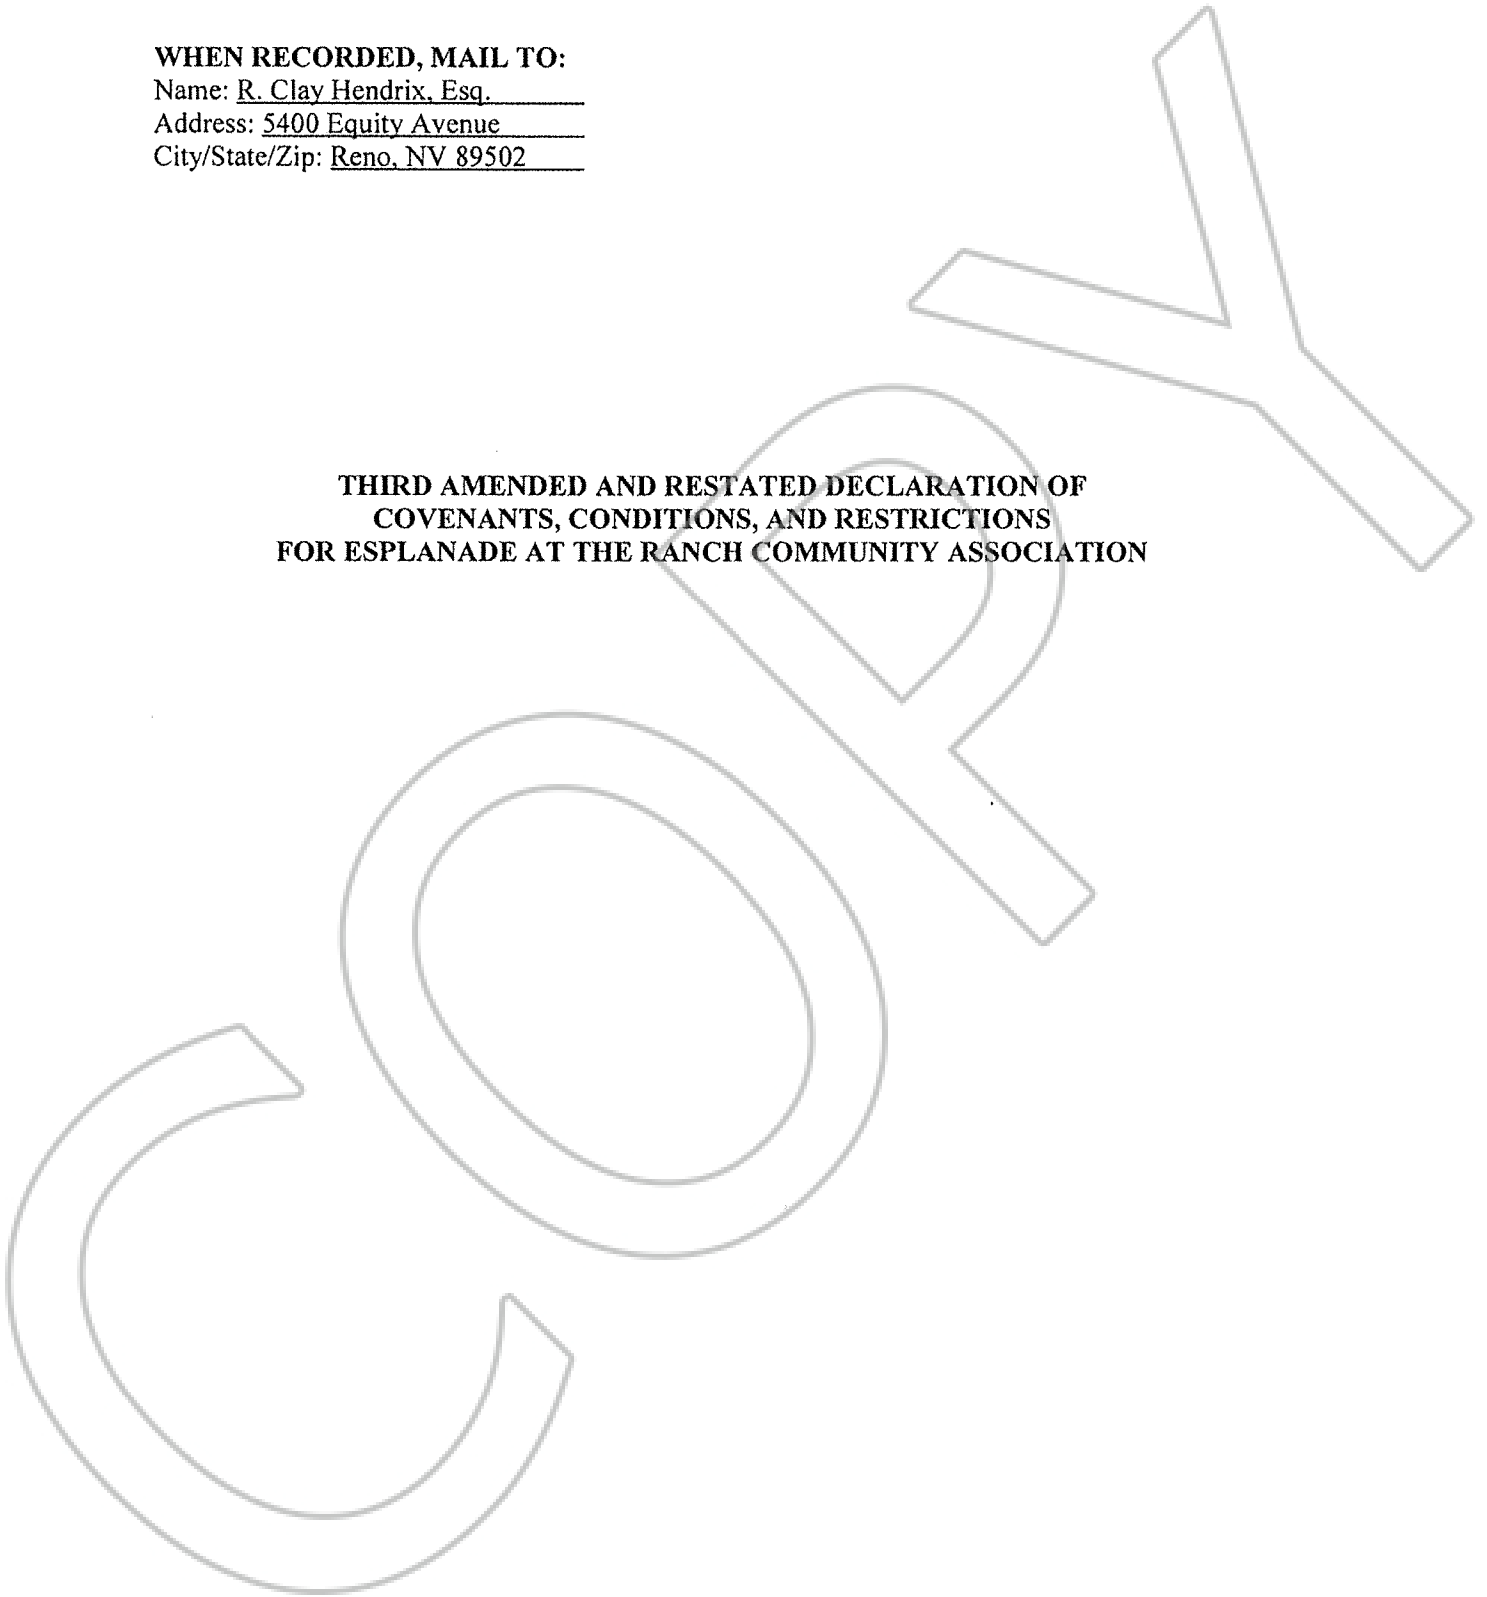 WHEN RECORDED, MAIL TO:
Name: R. Clay Hendrix, Esq.
Address: 5400 Equity Avenue
City/State/Zip: Reno, NV 89502
THIRD AMENDED AND RESTATED DECLARATION OF
COVENANTS, CONDITIONS, AND RESTRICTIONS
FOR ESPLANADE AT THE RANCH COMMUNITY ASSOCIATION
COPY